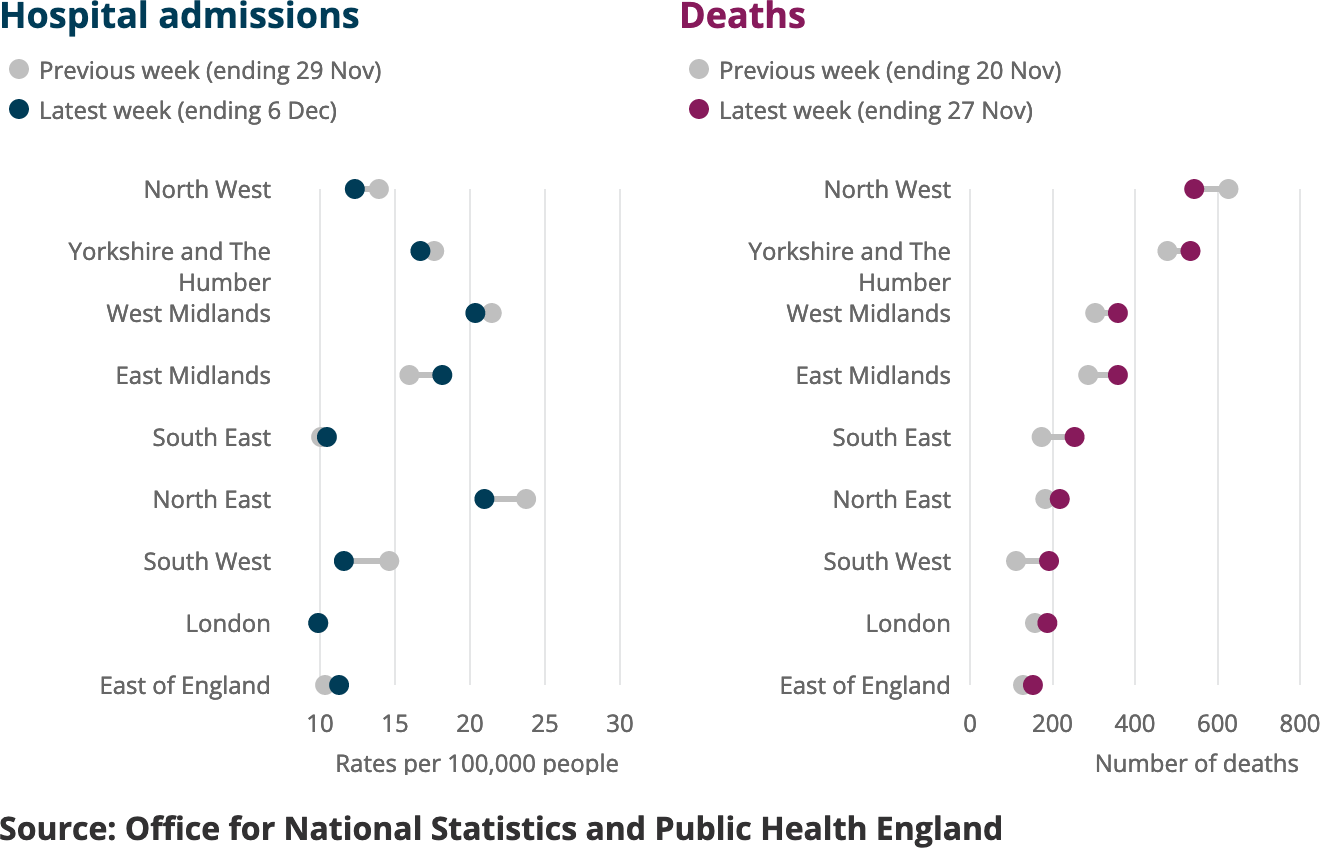 Hospital admissions
Previous week (ending 29 Nov)
Latest week (ending 6 Dec)
North West
Yorkshire and The
Humber
West Midlands
East Midlands
South East
North East
South West
London
East of England
10 15 20 25 30
Rates per 100,000 people
Deaths
Previous week (ending 20 Nov)
Latest week (ending 27 Nov)
North West
Yorkshire and The
Humber
West Midlands
East Midlands
South East
North East
South West
London
East of England
0 200 400 600 800
Number of deaths
Source: Office for National Statistics and Public Health England